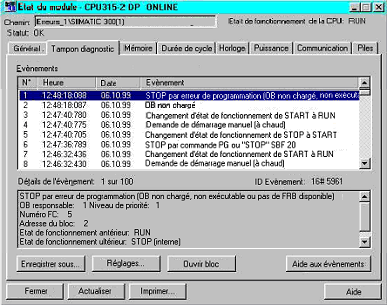 Etat du module - CPU315-2 DP ONLINE
Chemin: Erreurs_1\SIMATIC 300(1) Etat de fonctionnement de la CPU: RUN
Statut: OK
Général Tampon diagnostic Mémoire Durée de cycle Horloge Puissance Communication Piles
Evènements
N° Heure Date Evènement
1 12:48:18:088 06.10.99 STOP par erreur de programmation (OB non chargé, non exécuta
2 12:48:18:087 06.10.99 OB non chargé
3 12:47:40:780 06.10.99 Changement d'état de fonctionnement de START à RUN
4 12:47:40:775 06.10.99 Demande de démarrage manuel (à chaud)
5 12:47:40:705 06.10.99 Changement d'état de fonctionnement de STOP à START
6 12:47:36:789 06.10.99 STOP par commande PG ou "STOP" SBF 20
7 12:46:32:436 06.10.99 Changement d'état de fonctionnement de START à RUN
8 12:46:32:430 06.10.99 Demande de démarrage manuel (à chaud)
Détails de l'évènement: 1 sur 100 ID Evènement: 16# 5961
STOP par erreur de programmation (OB non chargé, non exécutable ou pas de FRB disponible)
OB responsable: 1 Niveau de priorité: 1
Numéro FC: 5
Adresse du bloc: 2
Etat de fonctionnement antérieur: RUN
Etat de fonctionnement ultérieur: STOP (interne)
Enregistrer sous... Réglages... Ouvrir bloc Aide aux évènements
Fermer Actualiser Imprimer... Aide